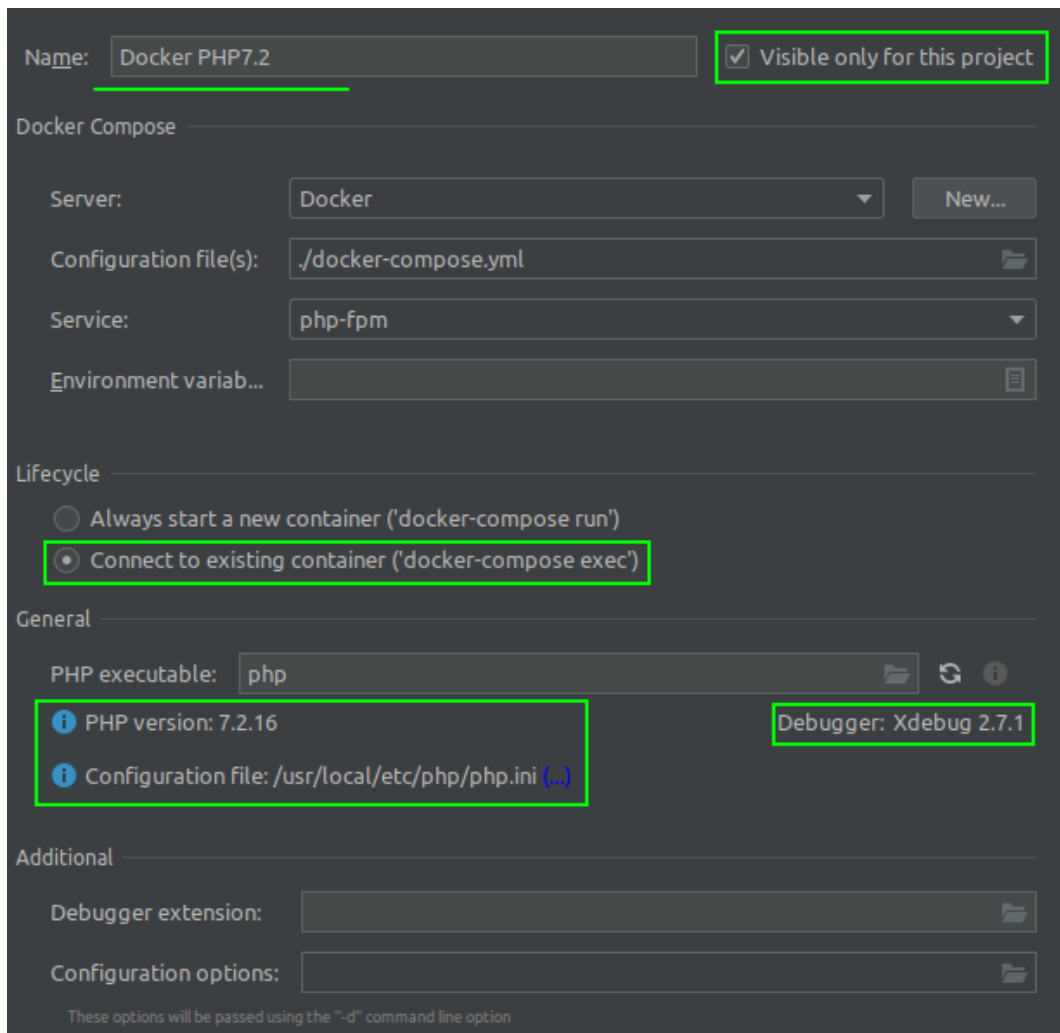 Name: Docker PHP7.2 Visible only for this project
Docker Compose
Server: Docker New...
Configuration file(s): ./docker-compose.yml
Service: php-fpm
Environment variab...
Lifecycle
Always start a new container ('docker-compose run')
Connect to existing container ('docker-compose exec')
General
PHP executable: php
PHP version: 7.2.16 Debugger: Xdebug 2.7.1
Configuration file: /usr/local/etc/php/php.ini (...)
Additional
Debugger extension:
Configuration options:
These options will be passed using the "-d" command line option